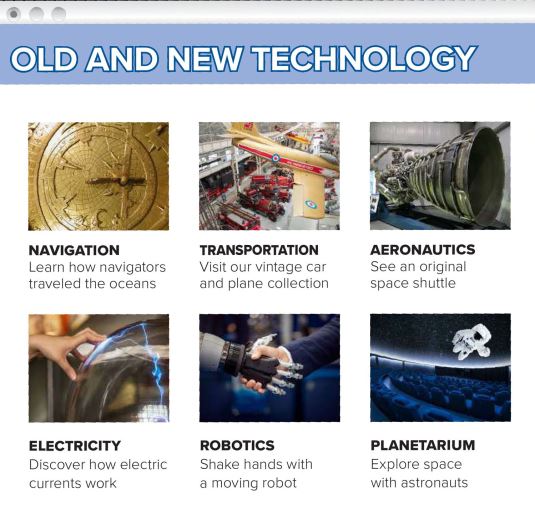 OLD AND NEW TECHNOLOGY
NAVIGATION
Learn how navigators
traveled the oceans
TRANSPORTATION
Visit our vintage car
and plane collection
AERONAUTICS
See an original
space shuttle
ELECTRICITY
Discover how electric
currents work
ROBOTICS
Shake hands with
a moving robot
PLANETARIUM
Explore space
with astronauts